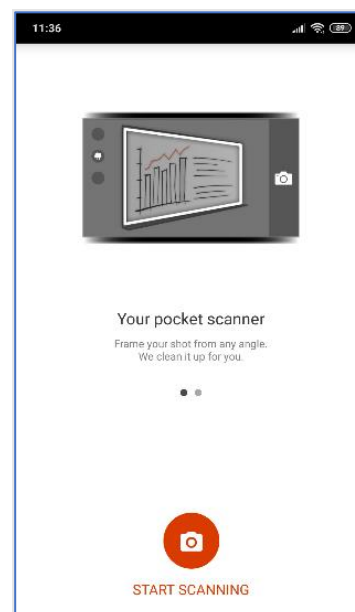 11:36
89
Your pocket scanner
Frame your shot from any angle.
We clean it up for you.
START SCANNING